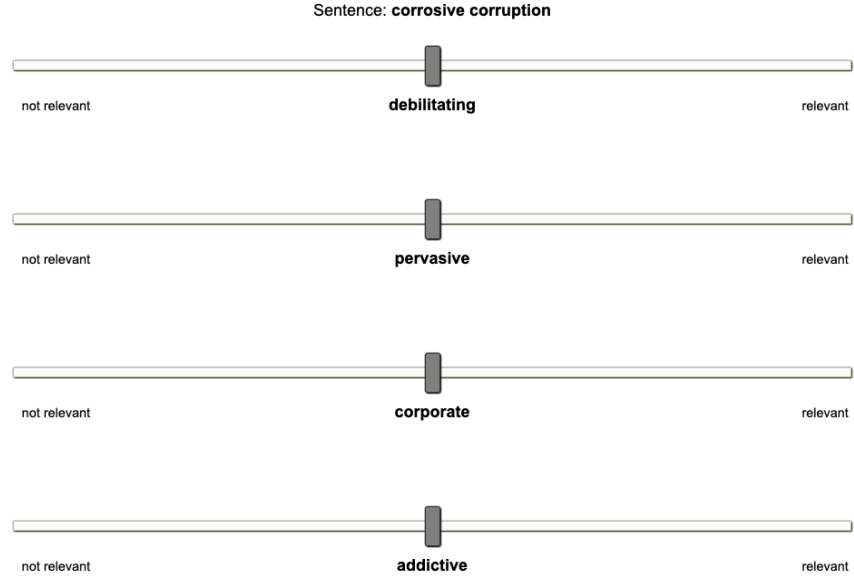 Sentence: corrosive corruption
not relevant debilitating relevant
not relevant pervasive relevant
not relevant corporate relevant
not relevant addictive relevant